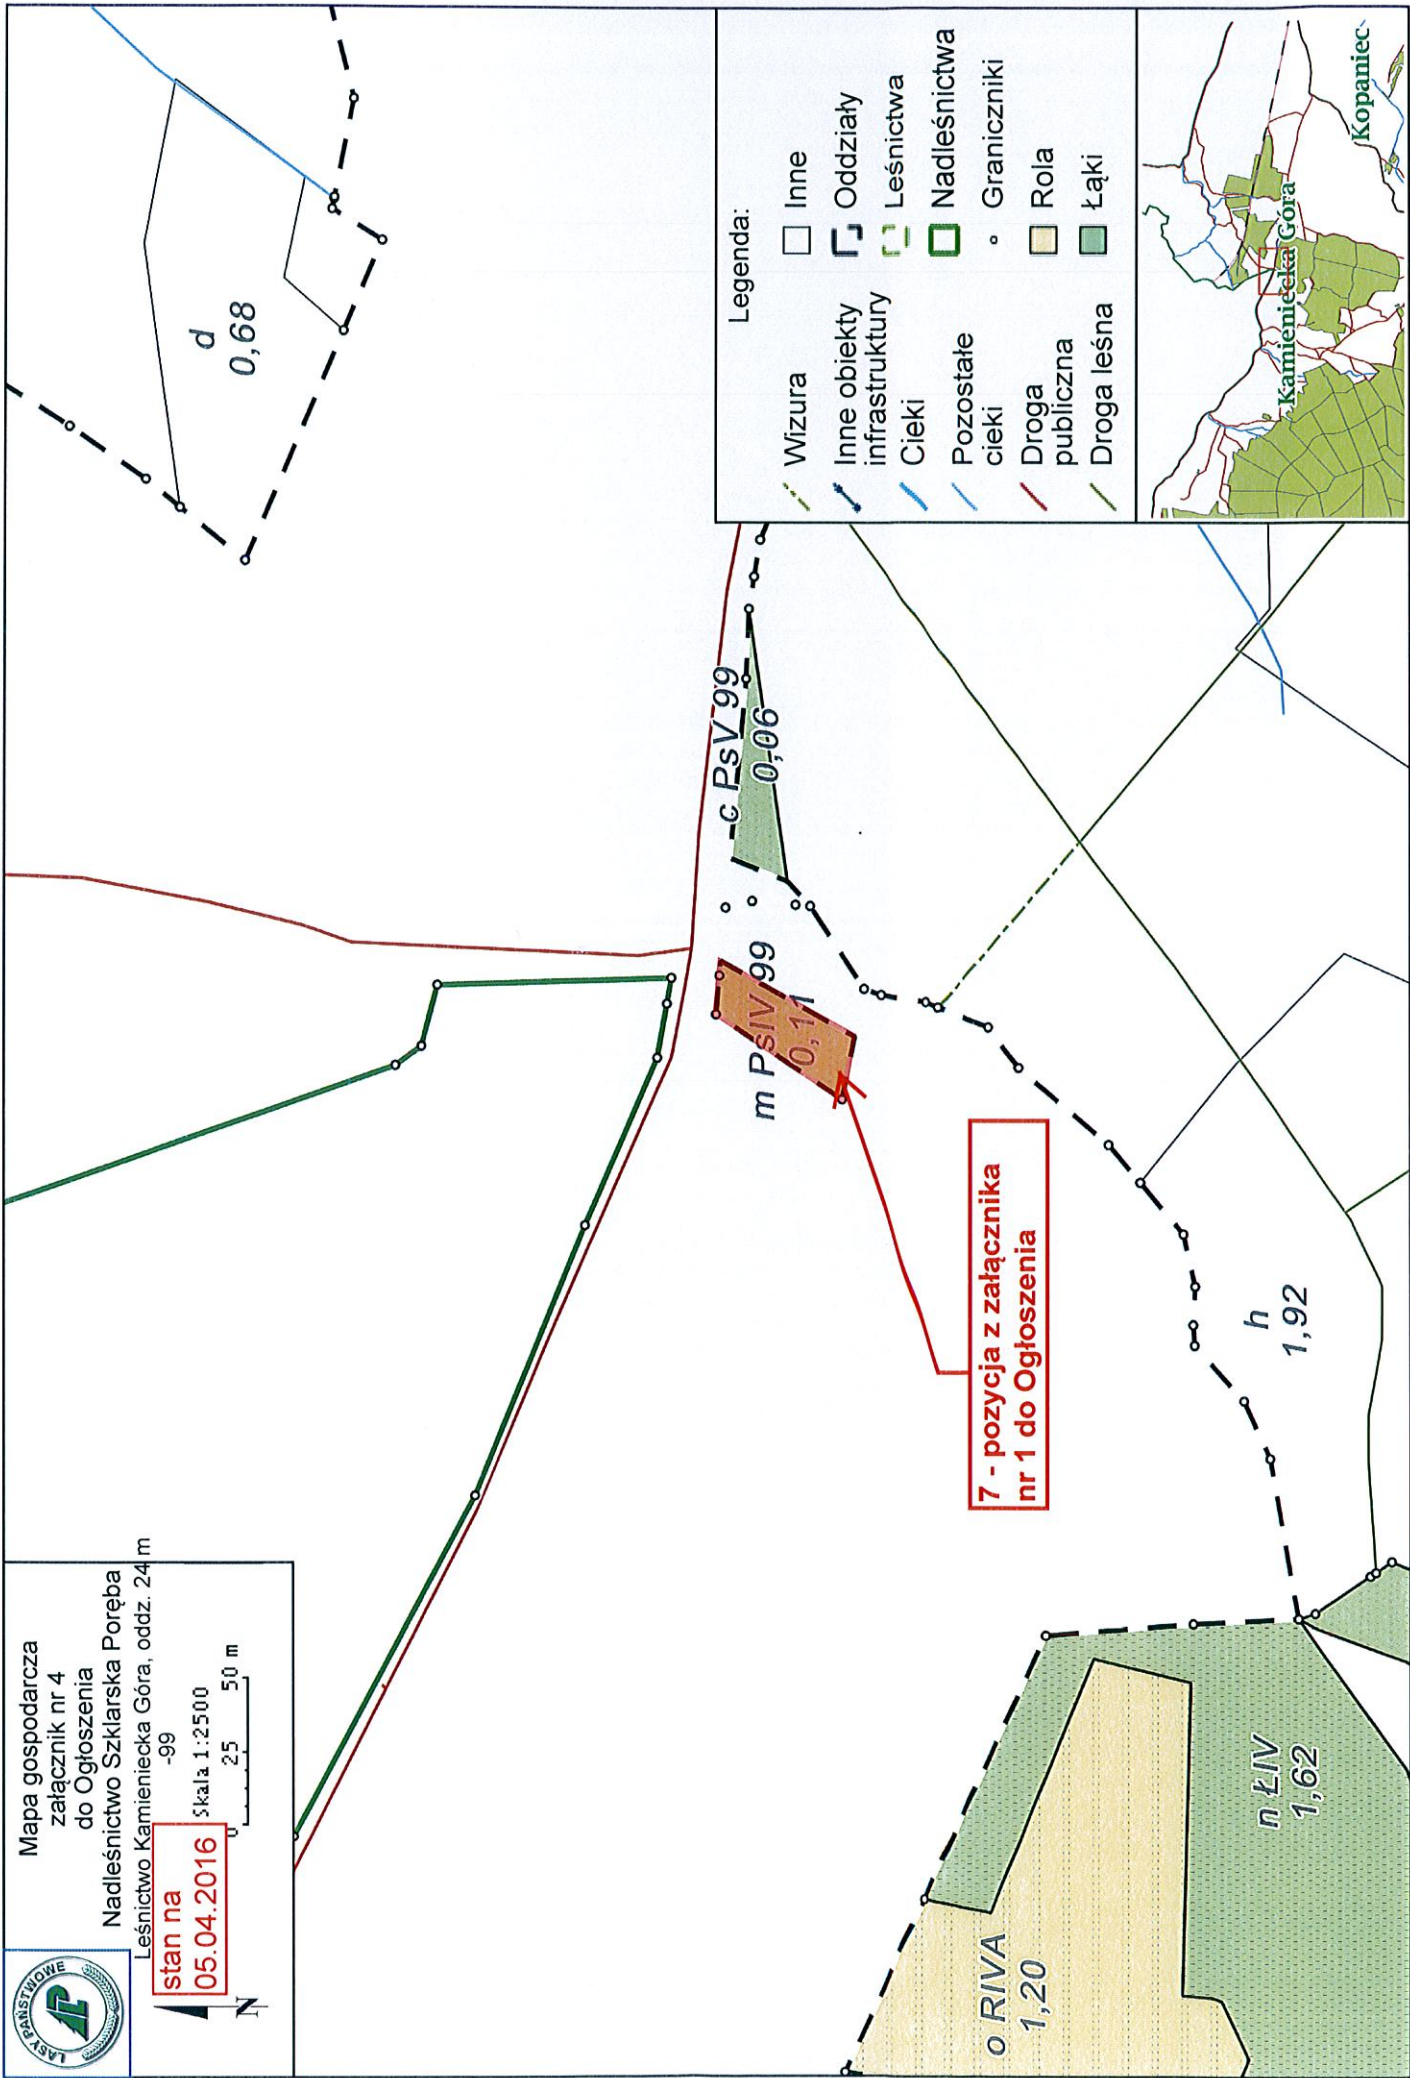 LASY PAŃSTWOWE
LP
Mapa gospodarcza
załącznik nr 4
do Ogłoszenia
Nadleśnictwo Szklarska Poręba
Leśnictwo Kamieniecka Góra, oddz. 24 m
-99
stan na
05.04.2016
Skala 1:2500
0 25 50 m
N
d
0,68
c PsV 99
0,06
m PsIV 99
0,11
7 - pozycja z załącznika
nr 1 do Ogłoszenia
h
1,92
o RIVA
1,20
n ŁIV
1,62
Legenda:
Wizura
Inne obiekty
infrastruktury
Cieki
Pozostałe
cieki
Droga
publiczna
Droga leśna
Inne
Oddziały
Leśnictwa
Nadleśnictwa
Graniczniki
Rola
Łąki
Kamieniecka Góra
Kopaniec